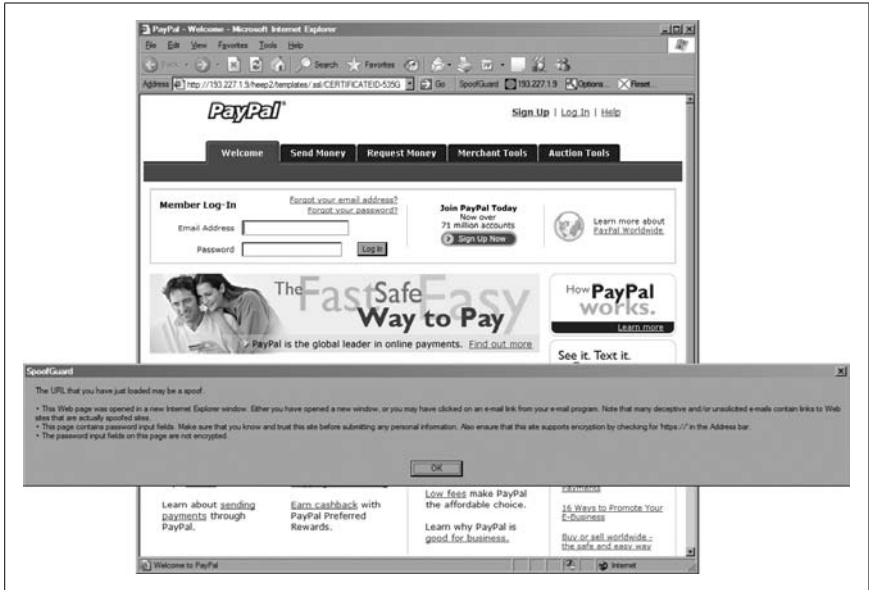 PayPal - Welcome - Microsoft Internet Explorer
File Edit View Favorites Tools Help
Back Search Favorites
Address http://193.227.1.9/heep2/templates/ssl/CERTIFICATEID-535G Go SpoofGuard 193.227.1.9 Options... Reset...
PayPal®
Sign Up | Log In | Help
Welcome Send Money Request Money Merchant Tools Auction Tools
Member Log-In
Forgot your email address?
Forgot your password?
Email Address
Password
Log In
Join PayPal Today
Now over
71 million accounts
Sign Up Now
Learn more about
PayPal Worldwide.
The Fast Safe Easy
Way to Pay
PayPal is the global leader in online payments. Find out more
How PayPal
works.
Learn more
See it. Text it.
SpoofGuard
The URL that you have just loaded may be a spoof.
• This Web page was opened in a new Internet Explorer window. Either you have opened a new window, or you may have clicked on an e-mail link from your e-mail program. Note that many deceptive and/or unsolicited e-mails contain links to Web
sites that are actually spoofed sites.
• This page contains password input fields. Make sure that you know and trust this site before submitting any personal information. Also ensure that this site supports encryption by checking for 'https://' in the Address bar.
• The password input fields on this page are not encrypted.
OK
Learn about sending
payments through
PayPal.
Earn cashback with
PayPal Preferred
Rewards.
Low fees make PayPal
the affordable choice.
Learn why PayPal is
good for business.
Payments
16 Ways to Promote Your
E-Business
Buy or sell worldwide -
the safe and easy way
Welcome to PayPal
Internet